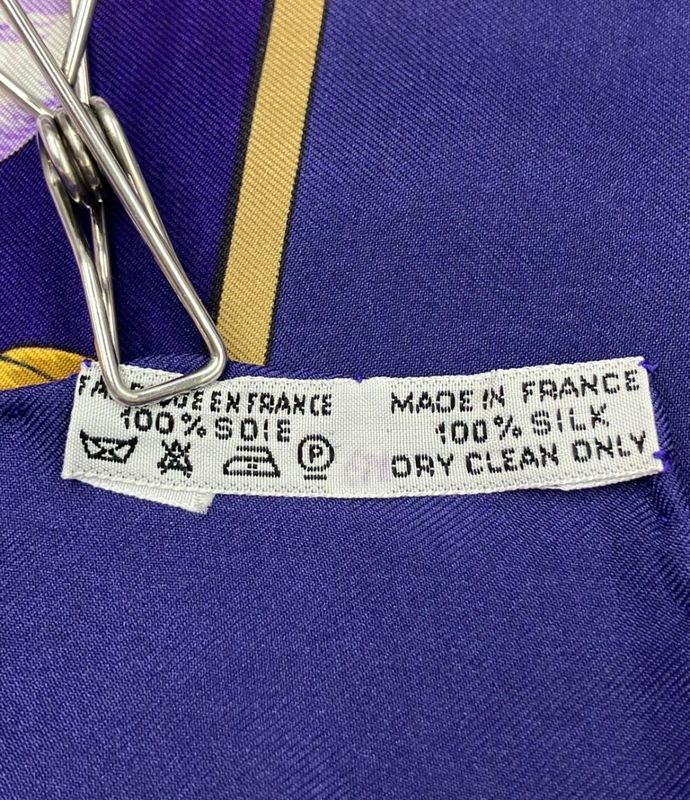 EN FRANCE
100% SOIE
P
MADE IN FRANCE
100% SILK
DRY CLEAN ONLY